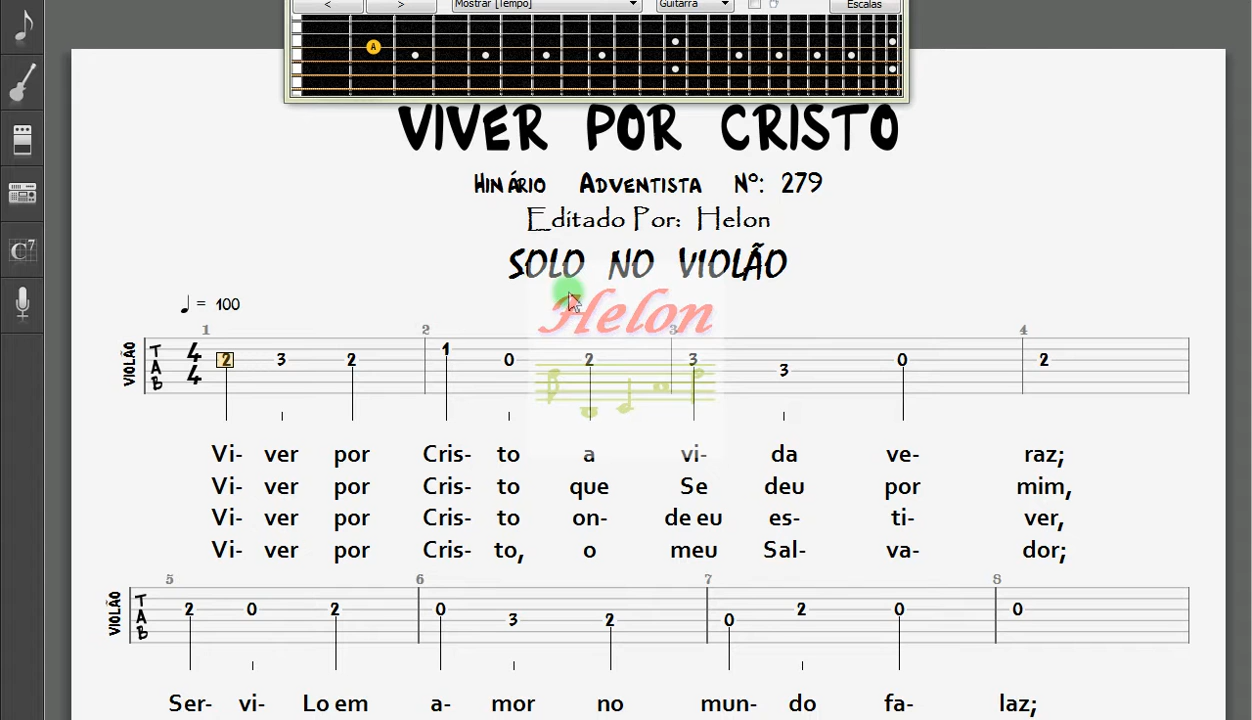 < > Mostrar [Tempo] Guitarra Escalas
A
VIVER POR CRISTO
HINÁRIO ADVENTISTA Nº: 279
Editado Por: Helon
SOLO NO VIOLÃO
Helon
♩ = 100
1 2 3 4
VIOLÃO TAB 4/4 2 3 2 1 0 2 3 3 0 2
Vi- ver por Cris- to a vi- da ve- raz;
Vi- ver por Cris- to que Se deu por mim,
Vi- ver por Cris- to on- de eu es- ti- ver,
Vi- ver por Cris- to, o meu Sal- va- dor;
5 6 7 8
VIOLÃO TAB 2 0 2 0 3 2 0 2 0 0
Ser- vi- Lo em a- mor no mun- do fa- laz;
C7